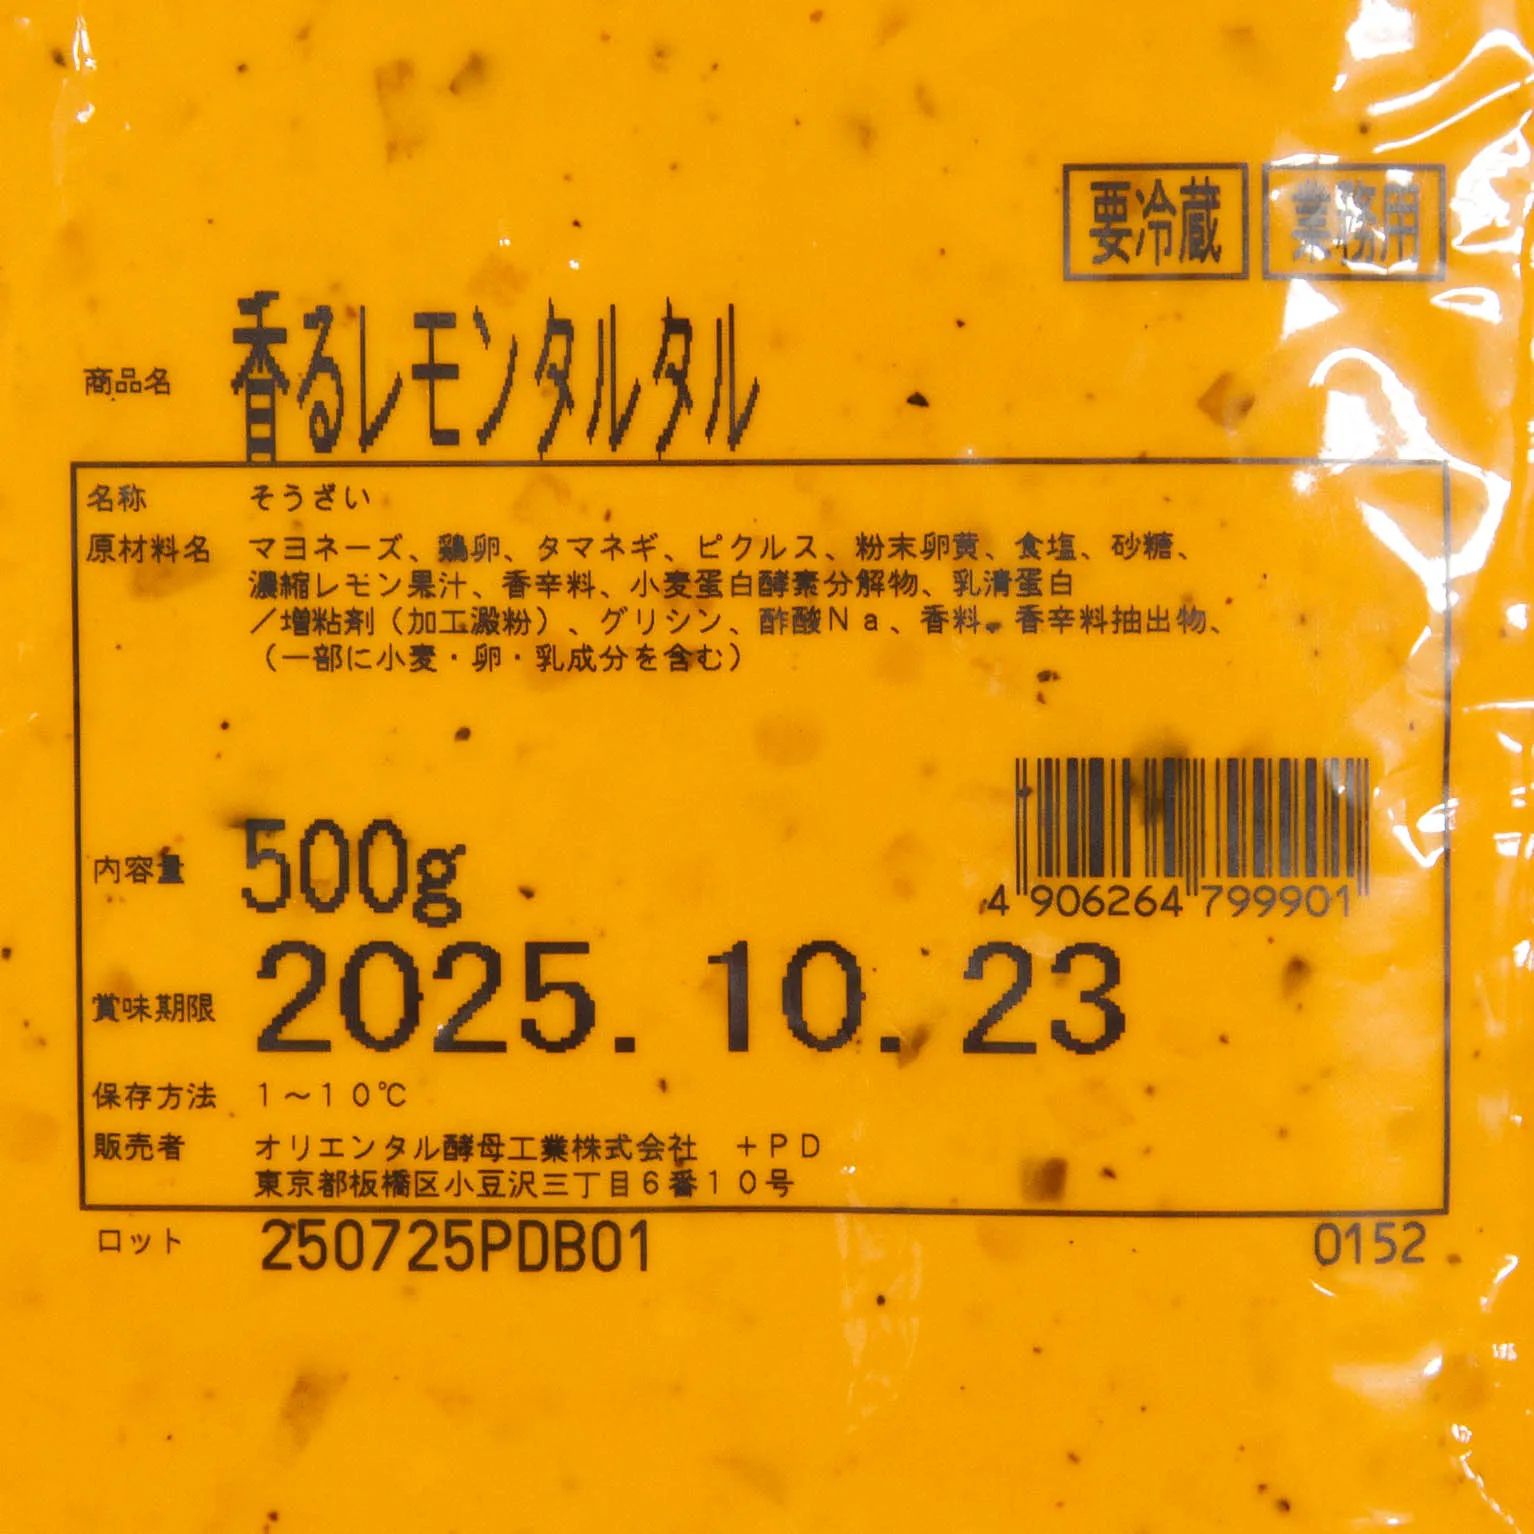 要冷蔵 業務用
商品名 香るレモンタルタル
名称 そうざい
原材料名 マヨネーズ、鶏卵、タマネギ、ピクルス、粉末卵黄、食塩、砂糖、
濃縮レモン果汁、香辛料、小麦蛋白酵素分解物、乳清蛋白
／増粘剤（加工澱粉）、グリシン、酢酸Ｎａ、香料、香辛料抽出物、
（一部に小麦・卵・乳成分を含む）
内容量 500g
4 906264 799901
賞味期限 2025. 10. 23
保存方法 １～１０℃
販売者 オリエンタル酵母工業株式会社　＋ＰＤ
東京都板橋区小豆沢三丁目６番１０号
ロット 250725PDB01 0152